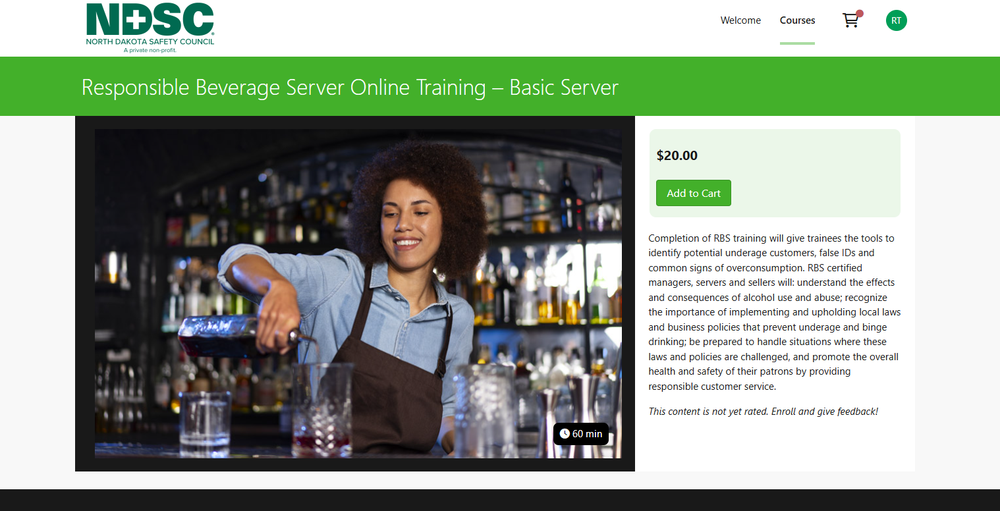 NDSC®
NORTH DAKOTA SAFETY COUNCIL
A private non-profit.
Welcome
Courses
RT
Responsible Beverage Server Online Training – Basic Server
60 min
$20.00
Add to Cart
Completion of RBS training will give trainees the tools to
identify potential underage customers, false IDs and
common signs of overconsumption. RBS certified
managers, servers and sellers will: understand the effects
and consequences of alcohol use and abuse; recognize
the importance of implementing and upholding local laws
and business policies that prevent underage and binge
drinking; be prepared to handle situations where these
laws and policies are challenged, and promote the overall
health and safety of their patrons by providing
responsible customer service.
This content is not yet rated. Enroll and give feedback!